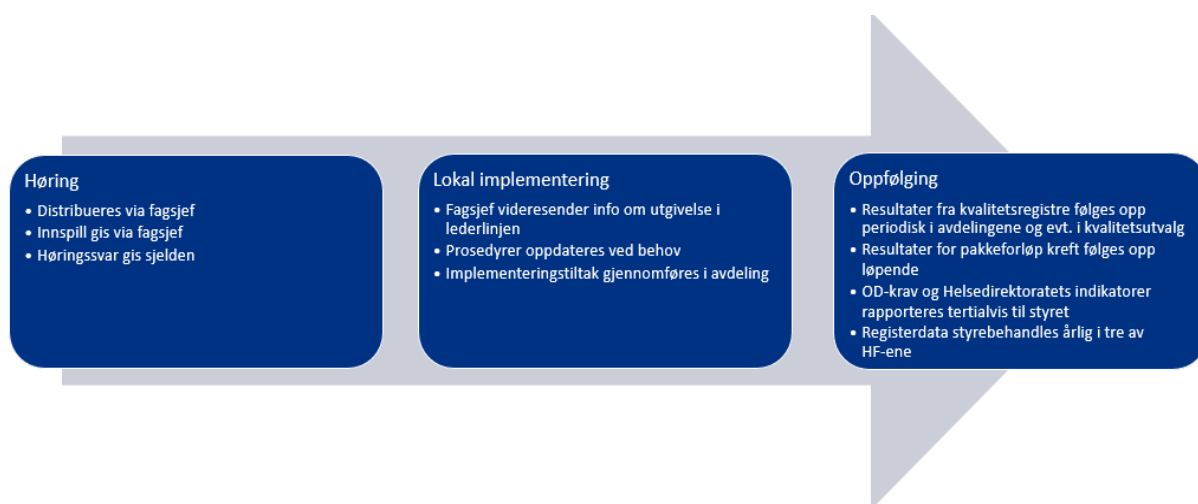 Høring
• Distribueres via fagsjef
• Innspill gis via fagsjef
• Høringssvar gis sjelden
Lokal implementering
• Fagsjef videresender info om utgivelse i
lederlinjen
• Prosedyrer oppdateres ved behov
• Implementeringstiltak gjennomføres i avdeling
Oppfølging
• Resultater fra kvalitetsregistre følges opp
periodisk i avdelingene og evt. i kvalitetsutvalg
• Resultater for pakkeforløp kreft følges opp
løpende
• OD-krav og Helsedirektoratets indikatorer
rapporteres tertialvis til styret
• Registerdata styrebehandles årlig i tre av
HF-ene